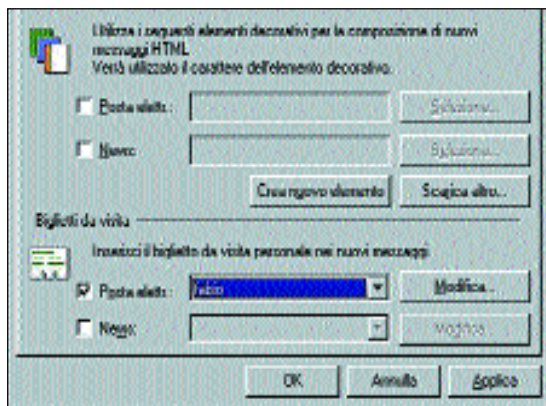 Utilizza i seguenti elementi decorativi per la composizione di nuovi
messaggi HTML
Verrà utilizzato il carattere dell'elemento decorativo.
Posta elettr.: Seleziona...
News: Seleziona...
Crea nuovo elemento Scarica altro...
Biglietti da visita
Inserisci il biglietto da visita personale nei nuovi messaggi
Posta elettr.: Modifica...
News: Modifica...
OK Annulla Applica